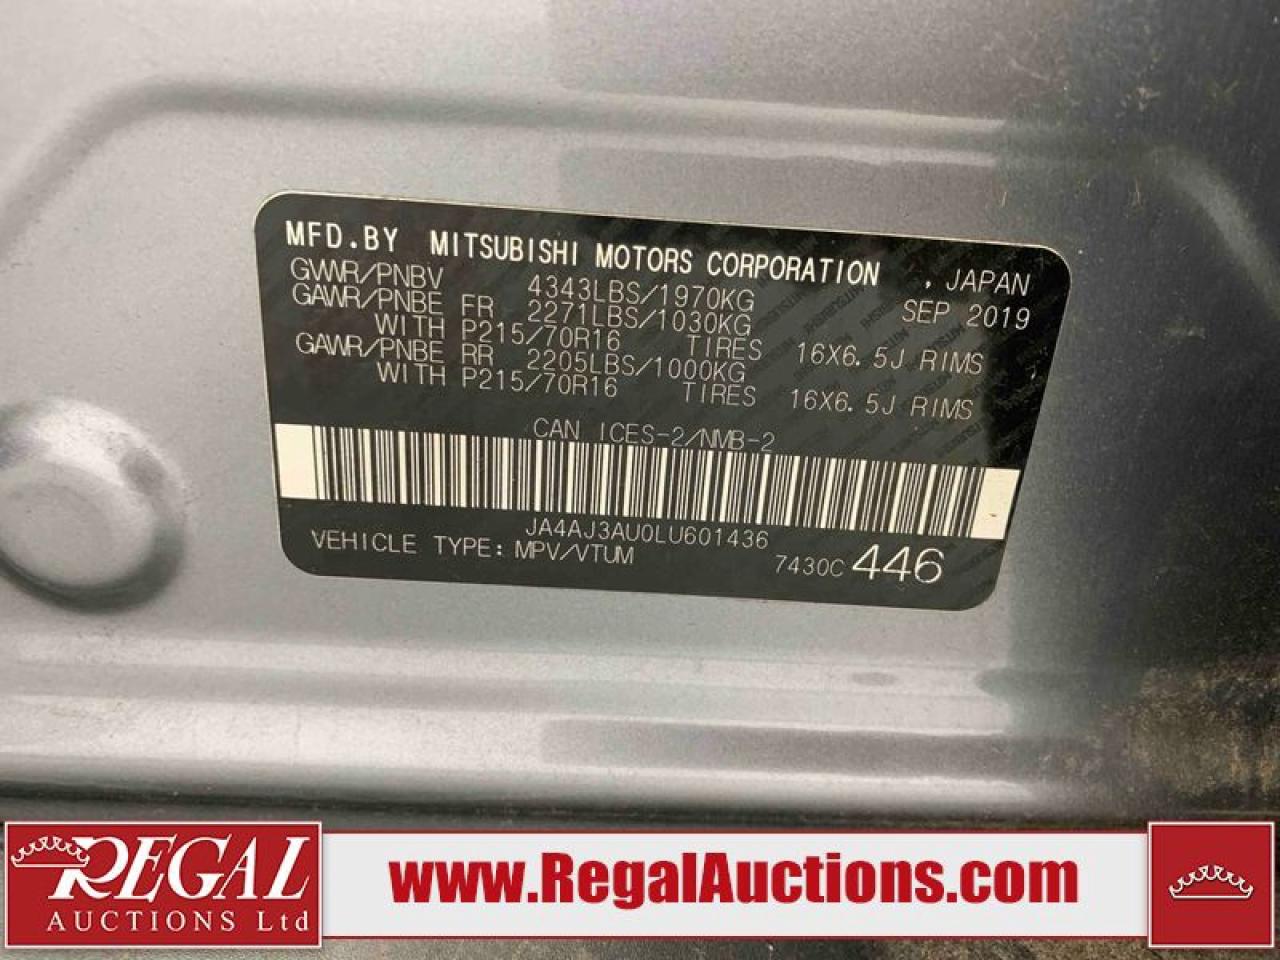 MFD.BY MITSUBISHI MOTORS CORPORATION , JAPAN
GVWR/PNBV 4343LBS/1970KG SEP 2019
GAWR/PNBE FR 2271LBS/1030KG
WITH P215/70R16 TIRES 16X6.5J RIMS
GAWR/PNBE RR 2205LBS/1000KG
WITH P215/70R16 TIRES 16X6.5J RIMS
CAN ICES-2/NMB-2
JA4AJ3AU0LU601436
VEHICLE TYPE: MPV/VTUM 7430C 446
REGAL
AUCTIONS Ltd
www.RegalAuctions.com